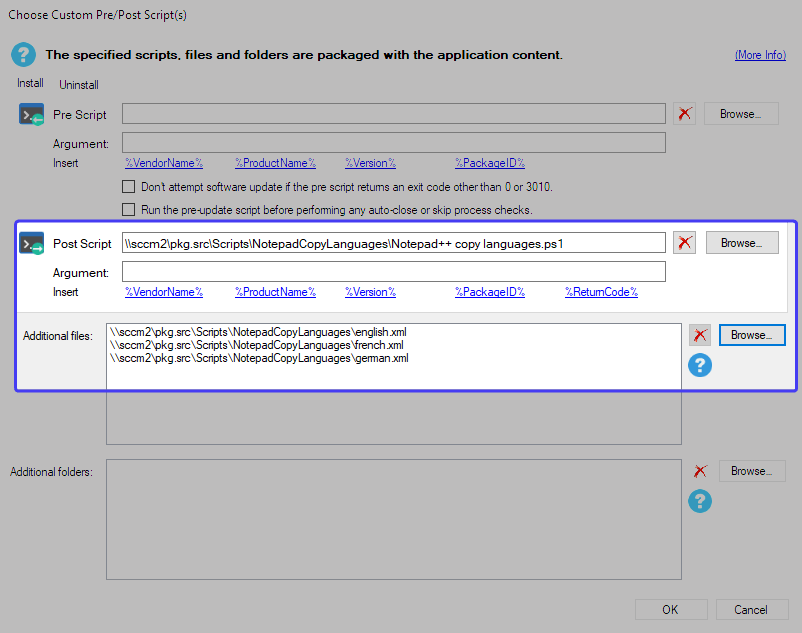 Choose Custom Pre/Post Script(s)
? The specified scripts, files and folders are packaged with the application content. (More Info)
Install Uninstall
Pre Script Browse...
Argument:
Insert %VendorName% %ProductName% %Version% %PackageID%
Don't attempt software update if the pre script returns an exit code other than 0 or 3010.
Run the pre-update script before performing any auto-close or skip process checks.
Post Script \\sccm2\pkg.src\Scripts\NotepadCopyLanguages\Notepad++ copy languages.ps1 Browse...
Argument:
Insert %VendorName% %ProductName% %Version% %PackageID% %ReturnCode%
Additional files: \\sccm2\pkg.src\Scripts\NotepadCopyLanguages\english.xml Browse...
\\sccm2\pkg.src\Scripts\NotepadCopyLanguages\french.xml
\\sccm2\pkg.src\Scripts\NotepadCopyLanguages\german.xml
?
Additional folders: Browse...
?
OK Cancel